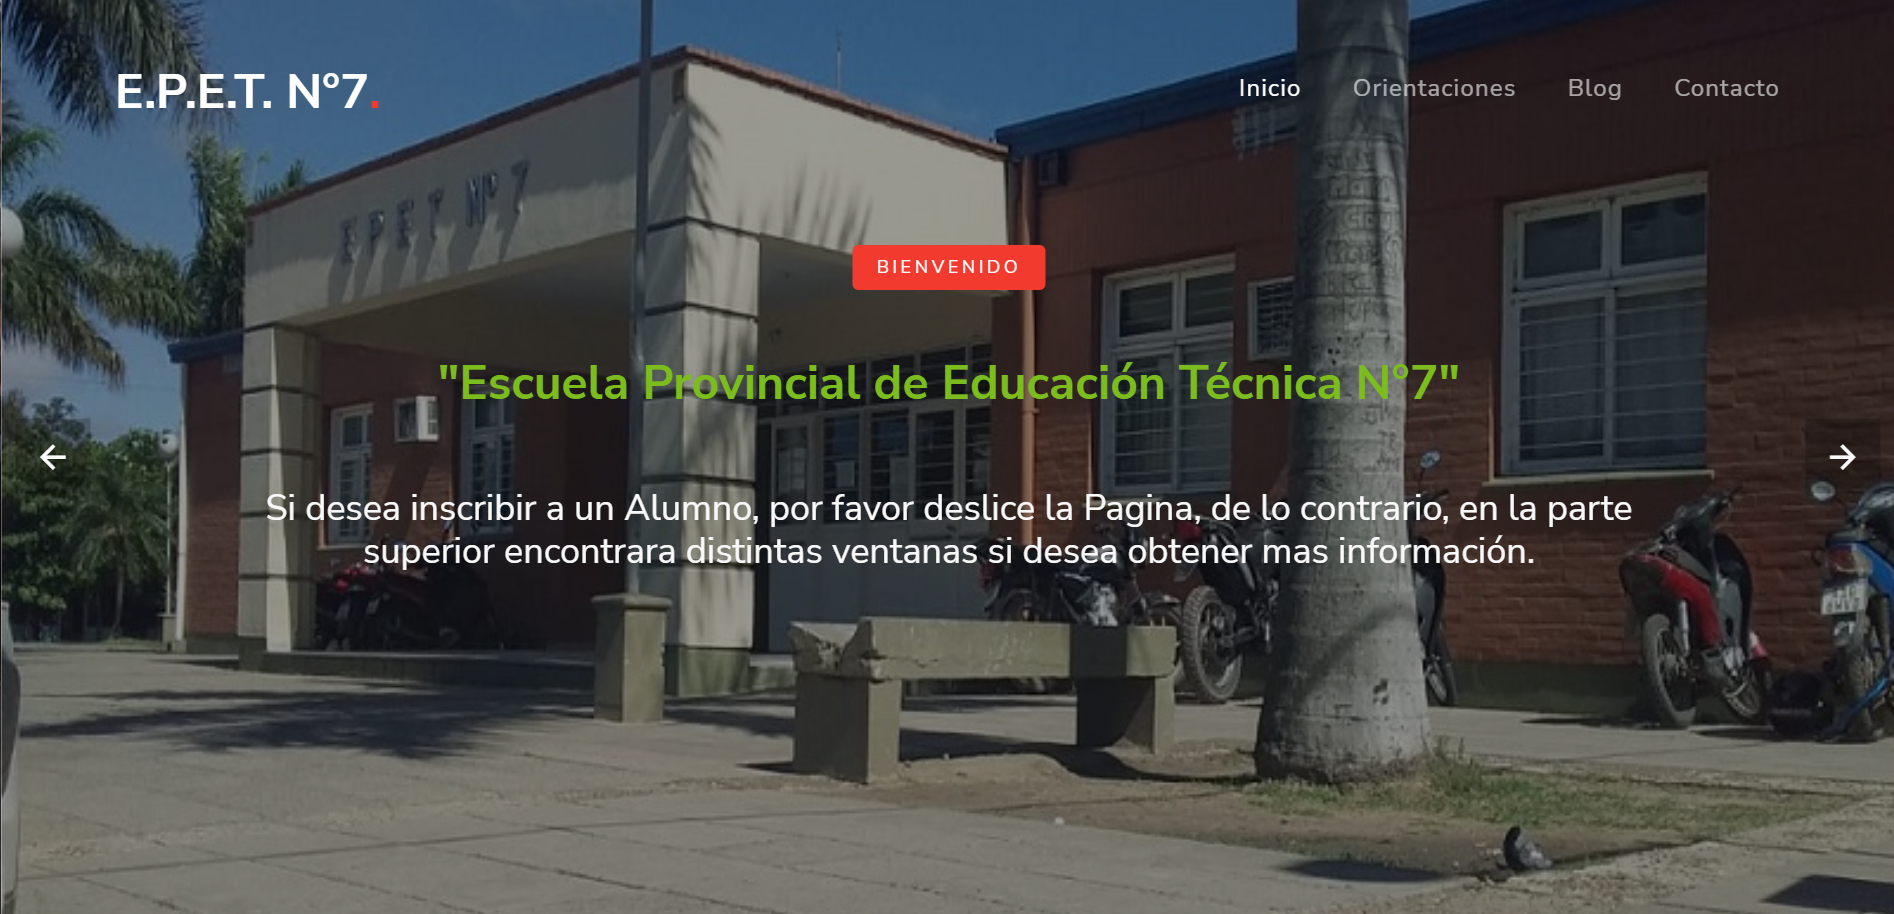 E.P.E.T. N°7.
Inicio Orientaciones Blog Contacto
E P E T Nº 7
BIENVENIDO
"Escuela Provincial de Educación Técnica N°7"
Si desea inscribir a un Alumno, por favor deslice la Pagina, de lo contrario, en la parte
superior encontrara distintas ventanas si desea obtener mas información.